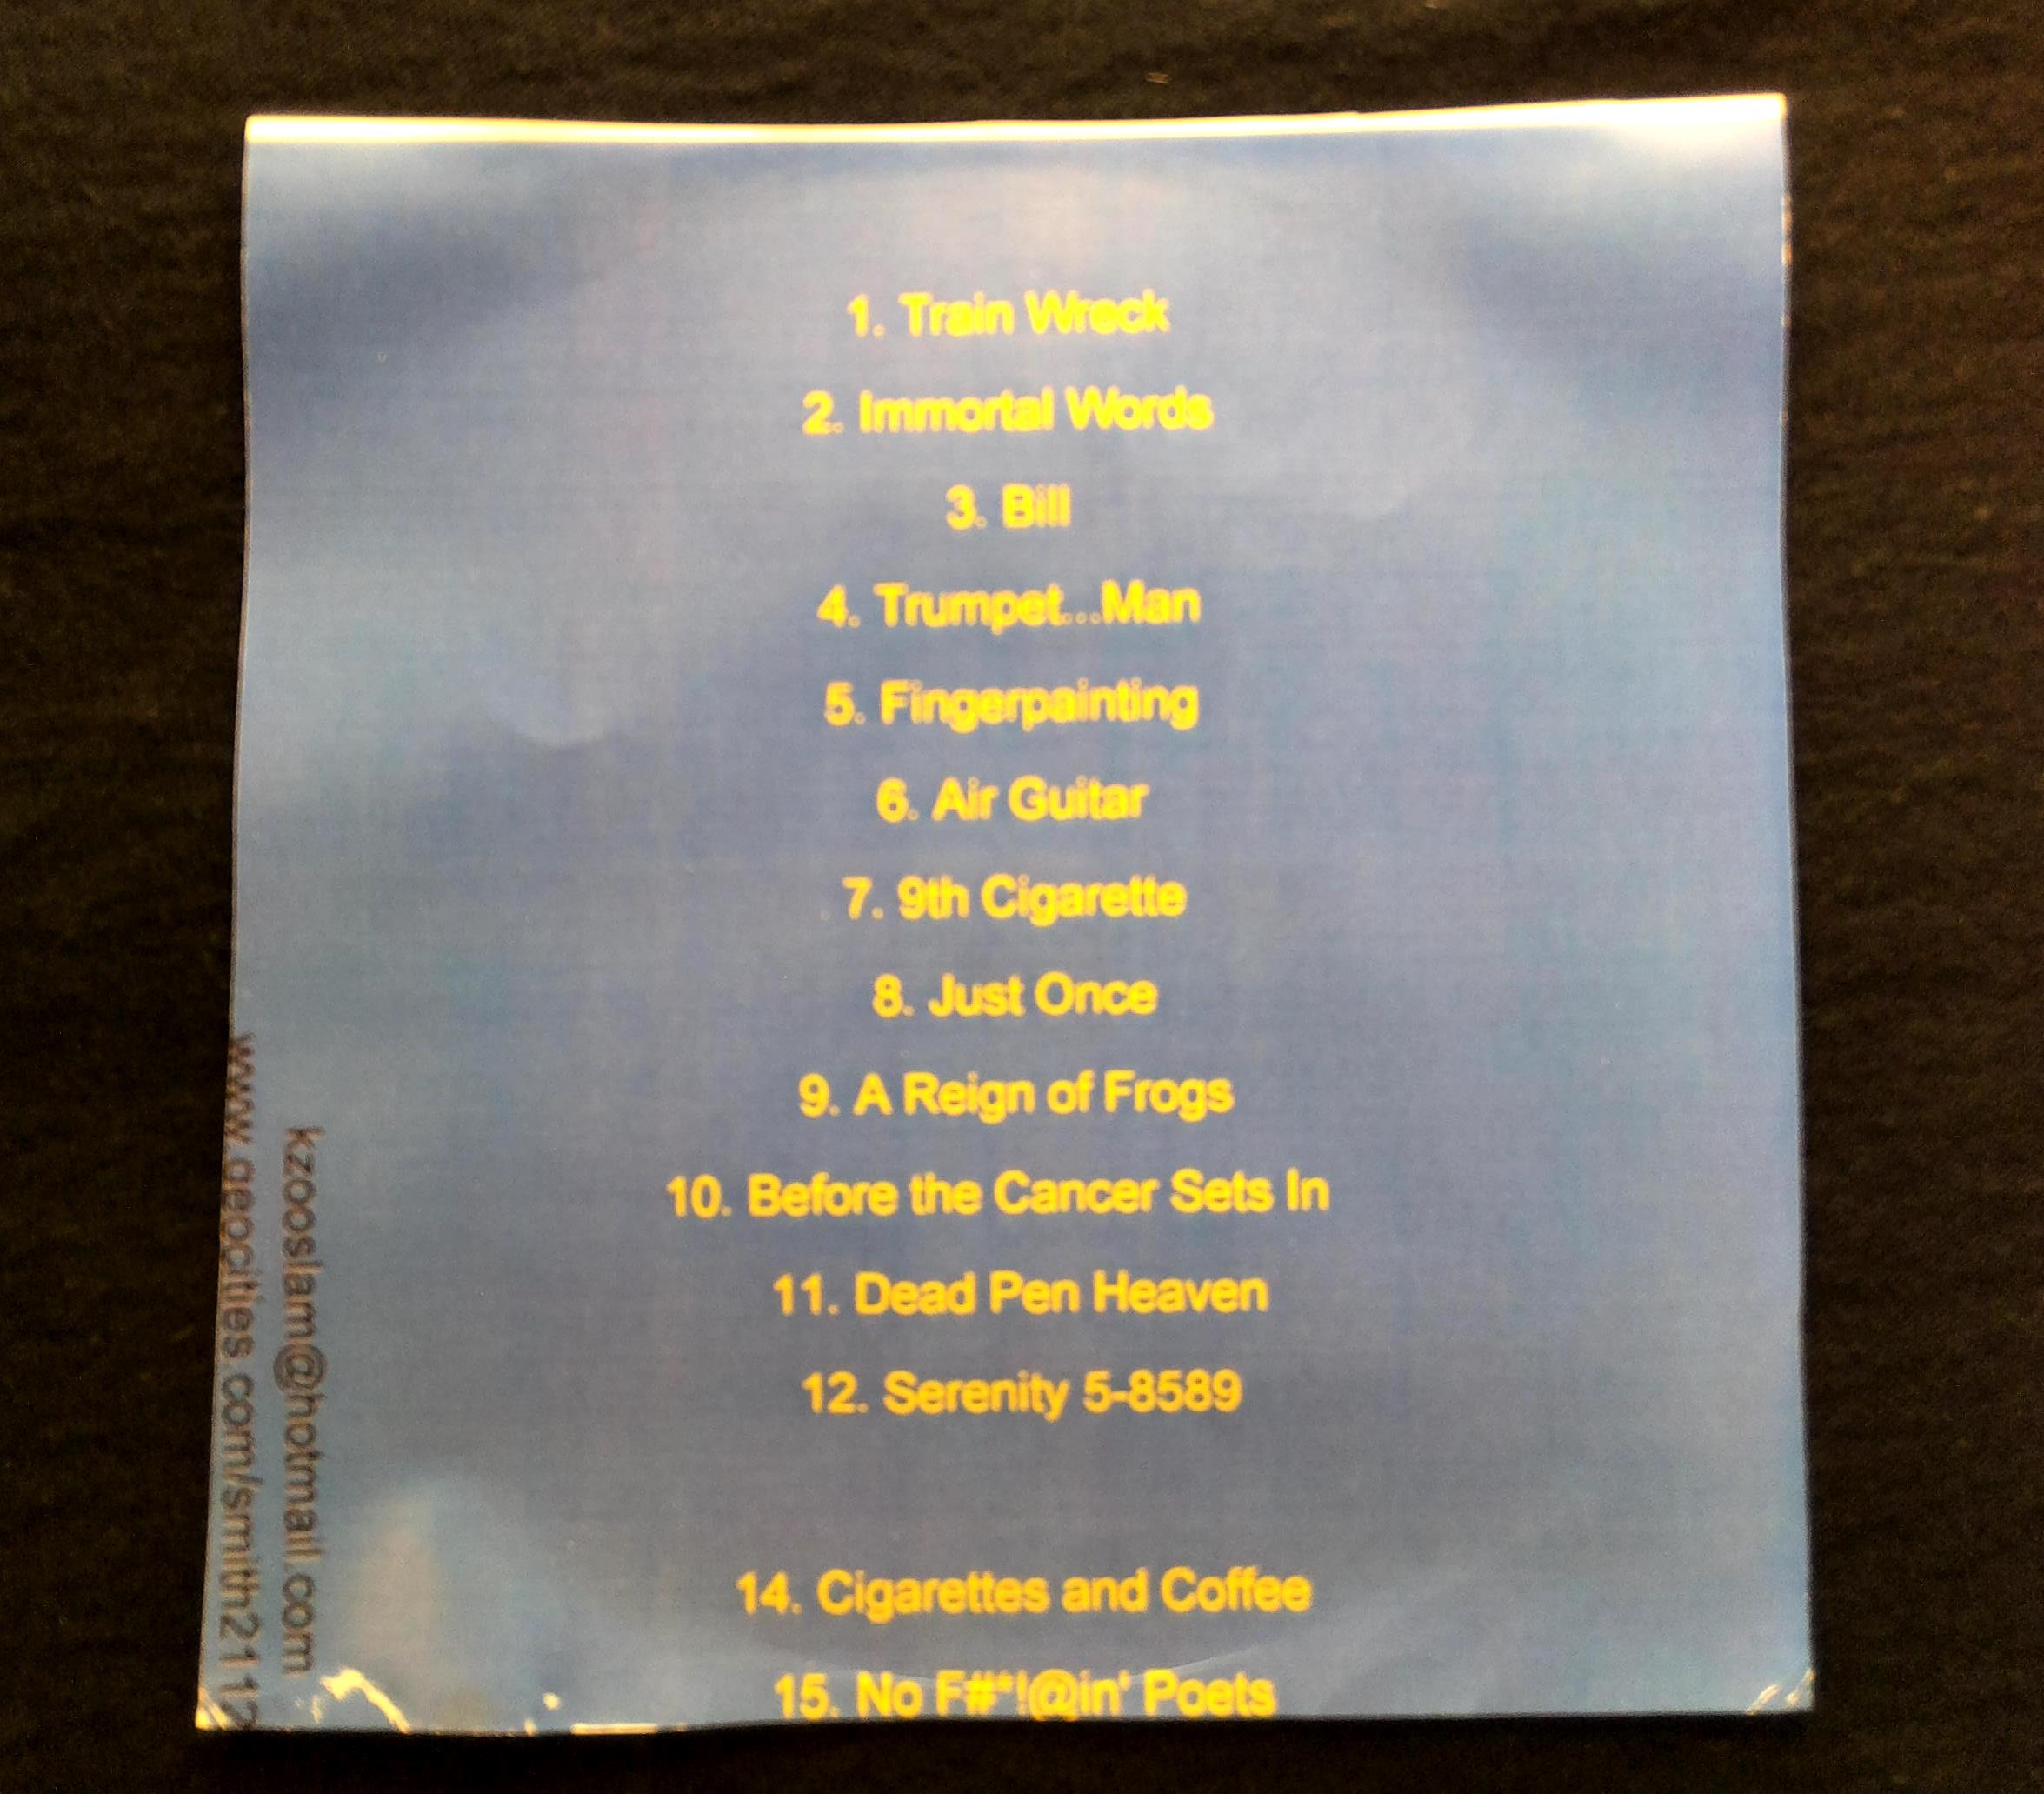 1. Train Wreck
2. Immortal Words
3. Bill
4. Trumpet...Man
5. Fingerpainting
6. Air Guitar
7. 9th Cigarette
8. Just Once
9. A Reign of Frogs
10. Before the Cancer Sets In
11. Dead Pen Heaven
12. Serenity 5-8589
14. Cigarettes and Coffee
15. No F#*!@in' Poets
kzooslam@hotmail.com
www.geocities.com/smith2112